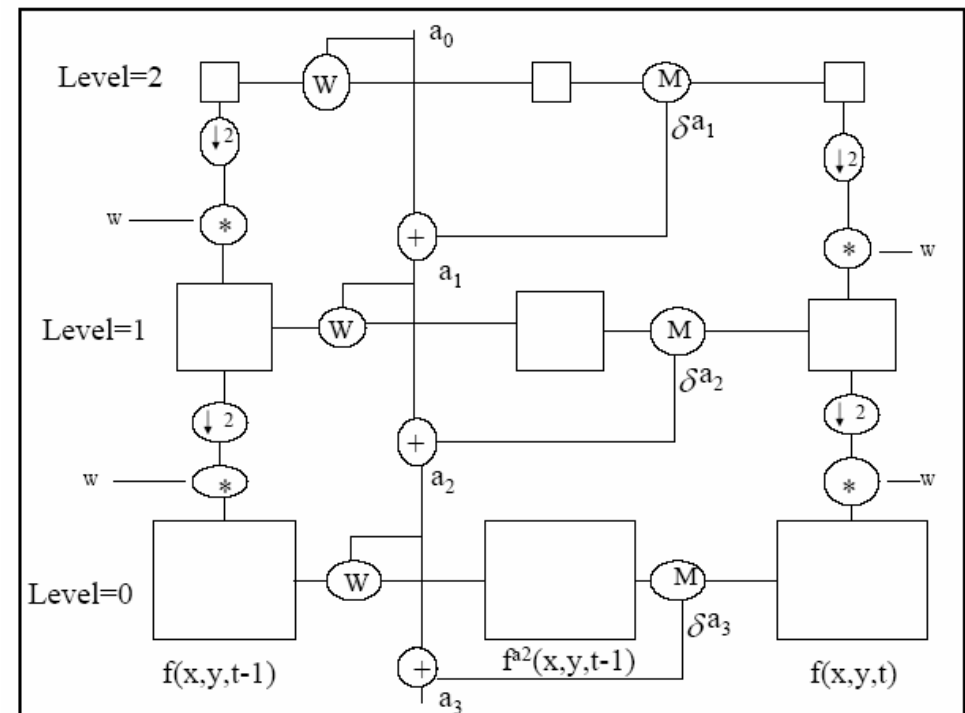 a₀
Level=2
W
M
δa₁
↓2
↓2
w
*
+
*
w
a₁
Level=1
W
M
δa₂
↓2
↓2
+
w
*
a₂
*
w
Level=0
W
M
δa₃
f(x,y,t-1)
fᵃ²(x,y,t-1)
f(x,y,t)
+
a₃